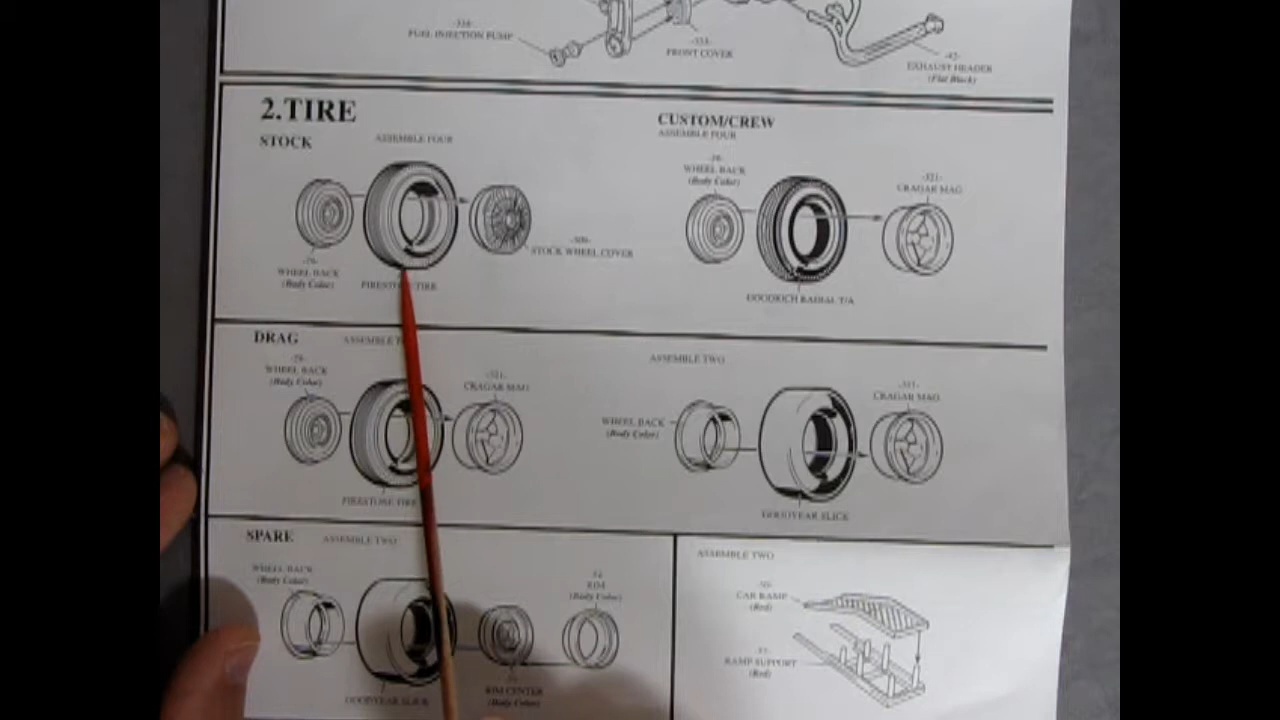 FUEL INJECTION PUMP
FRONT COVER
-42-
EXHAUST HEADER
(Flat Black)
2.TIRE
STOCK
ASSEMBLE FOUR
WHEEL BACK
(Body Color)
FIRESTONE TIRE
STOCK WHEEL COVER
CUSTOM/CREW
ASSEMBLE FOUR
WHEEL BACK
(Body Color)
-321-
CRAGAR MAG
GOODRICH RADIAL T/A
DRAG
ASSEMBLE
WHEEL BACK
(Body Color)
-321-
CRAGAR MAG
FIRESTONE TIRE
ASSEMBLE TWO
WHEEL BACK
(Body Color)
CRAGAR MAG
GOODYEAR SLICK
SPARE
ASSEMBLE TWO
WHEEL BACK
(Body Color)
GOODYEAR SLICK
RIM CENTER
(Body Color)
RIM
(Body Color)
ASSEMBLE TWO
CAR RAMP
(Red)
RAMP SUPPORT
(Red)